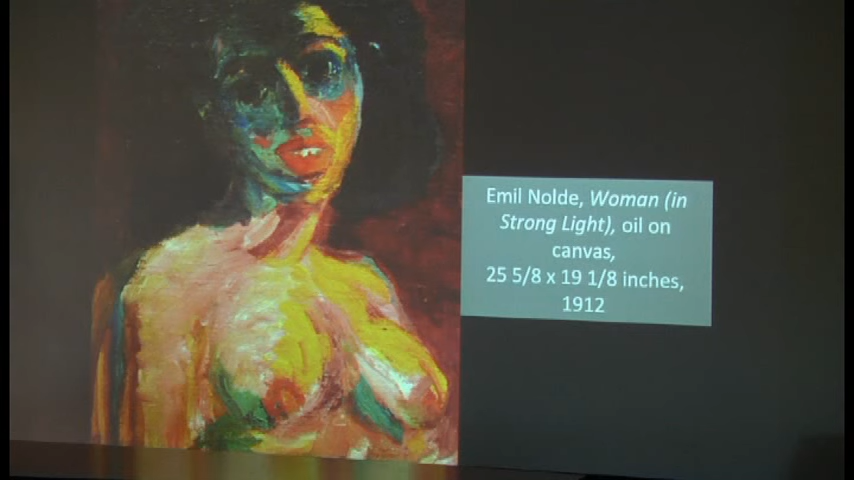 Emil Nolde, Woman (in
Strong Light), oil on
canvas,
25 5/8 x 19 1/8 inches,
1912